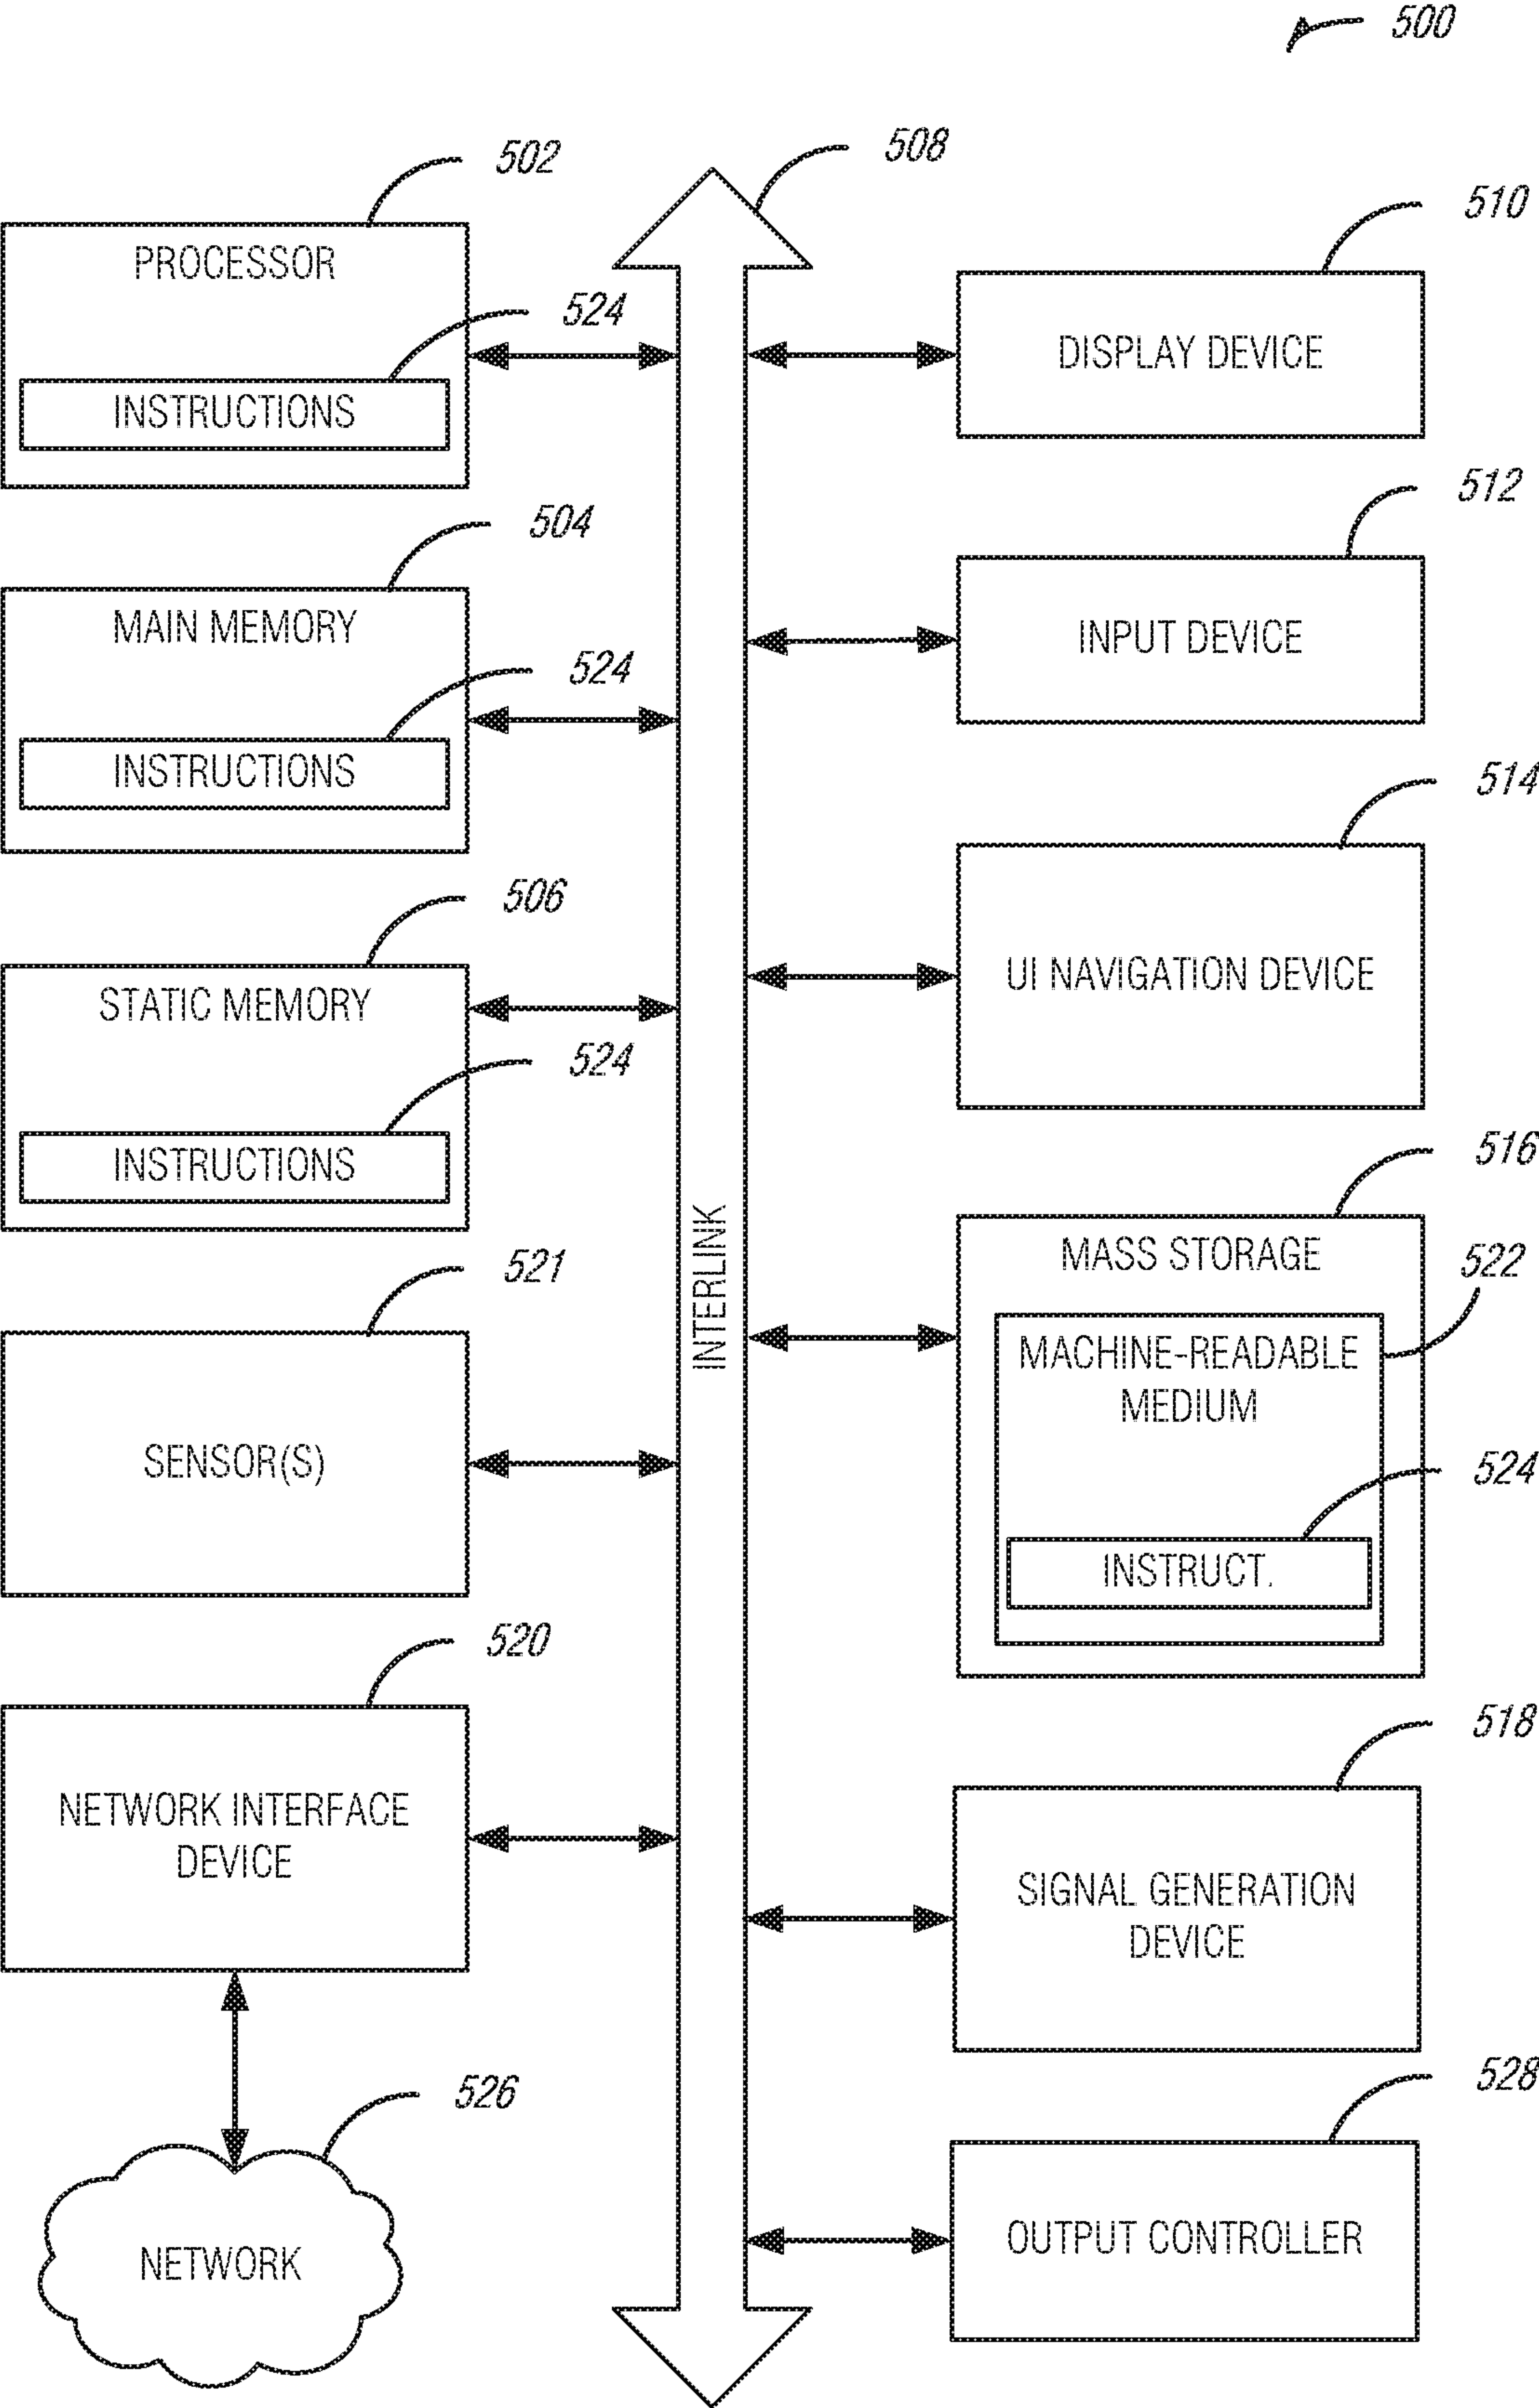 500
502
508
510
PROCESSOR
524
INSTRUCTIONS
DISPLAY DEVICE
504
512
MAIN MEMORY
524
INSTRUCTIONS
INPUT DEVICE
506
514
STATIC MEMORY
524
INSTRUCTIONS
UI NAVIGATION DEVICE
INTERLINK
521
516
SENSOR(S)
MASS STORAGE
522
MACHINE-READABLE
MEDIUM
524
INSTRUCT.
520
518
NETWORK INTERFACE
DEVICE
SIGNAL GENERATION
DEVICE
526
528
NETWORK
OUTPUT CONTROLLER